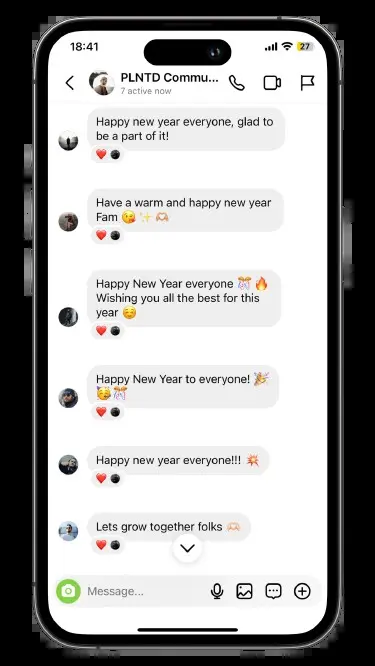 18:41
27
PLNTD Commu...
7 active now
Happy new year everyone, glad to
be a part of it!
Have a warm and happy new year
Fam 😘 ✨ 🫶🏻
Happy New Year everyone 🎊 🔥
Wishing you all the best for this
year ☺️
Happy New Year to everyone! 🎉
🥳 🎊
Happy new year everyone!!! 💥
Lets grow together folks 🫶🏻
Message...